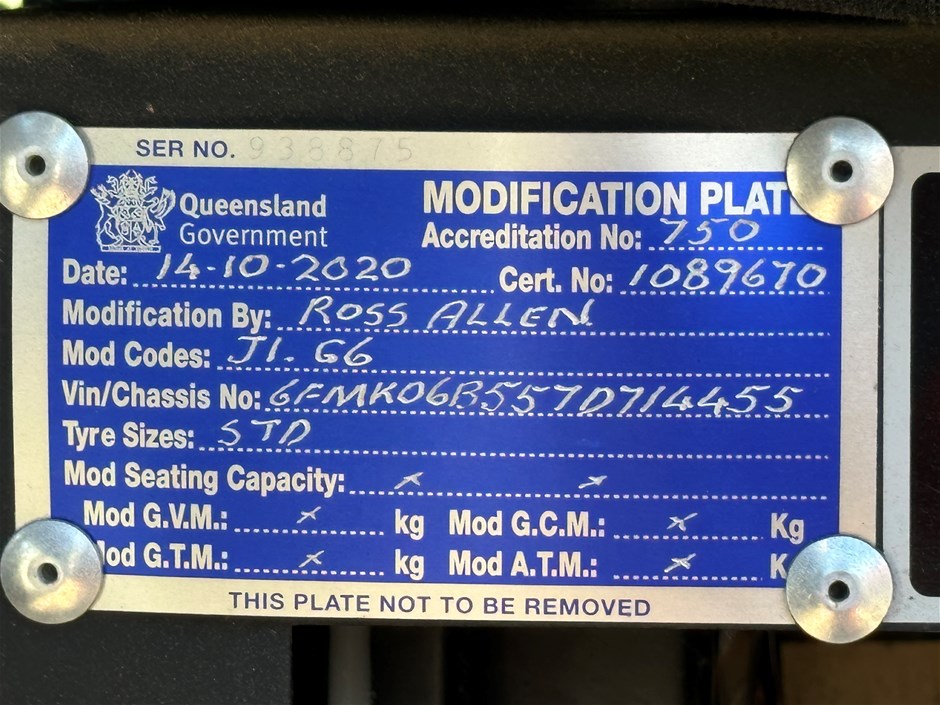 SER NO. 938875
Queensland
Government
MODIFICATION PLATE
Accreditation No: 750
Date: 14-10-2020 Cert. No: 1089670
Modification By: ROSS ALLEN
Mod Codes: J1. G6
Vin/Chassis No: 6FMK06B557D714455
Tyre Sizes: STD
Mod Seating Capacity: x x
Mod G.V.M.: x kg Mod G.C.M.: x Kg
Mod G.T.M.: x kg Mod A.T.M.: x K
THIS PLATE NOT TO BE REMOVED